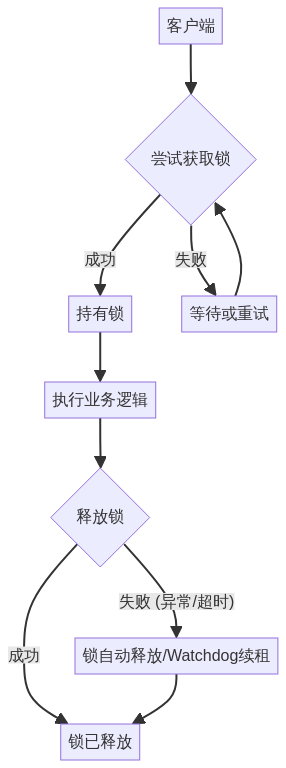 客户端
尝试获取锁
成功
失败
持有锁
等待或重试
执行业务逻辑
释放锁
失败 (异常/超时)
成功
锁自动释放/Watchdog续租
锁已释放